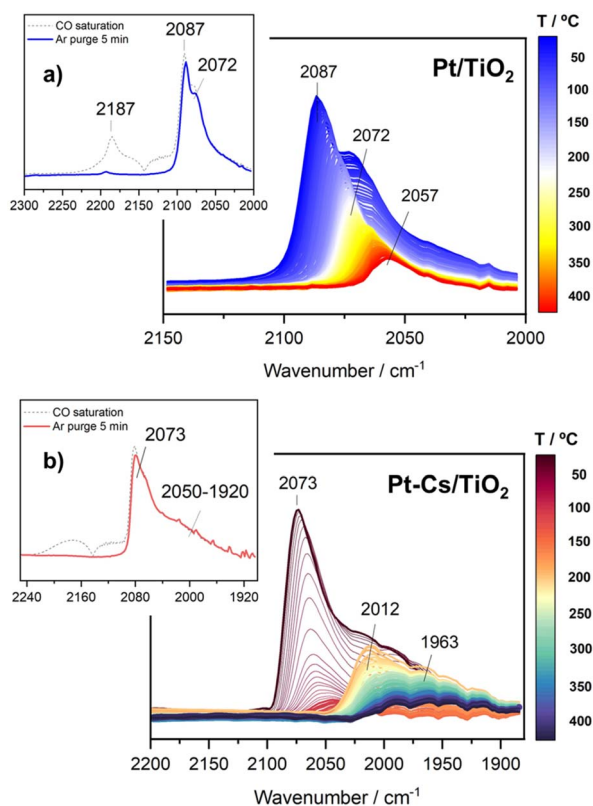 CO saturation
Ar purge 5 min
a)
2087
2072
2187
2300 2250 2200 2150 2100 2050 2000
Pt/TiO₂
2087
2072
2057
2150 2100 2050 2000
Wavenumber / cm⁻¹
T / ºC
50
100
150
200
250
300
350
400
CO saturation
Ar purge 5 min
b)
2073
2050-1920
2240 2160 2080 2000 1920
Pt-Cs/TiO₂
2073
2012
1963
2200 2150 2100 2050 2000 1950 1900
Wavenumber / cm⁻¹
T / ºC
50
100
150
200
250
300
350
400